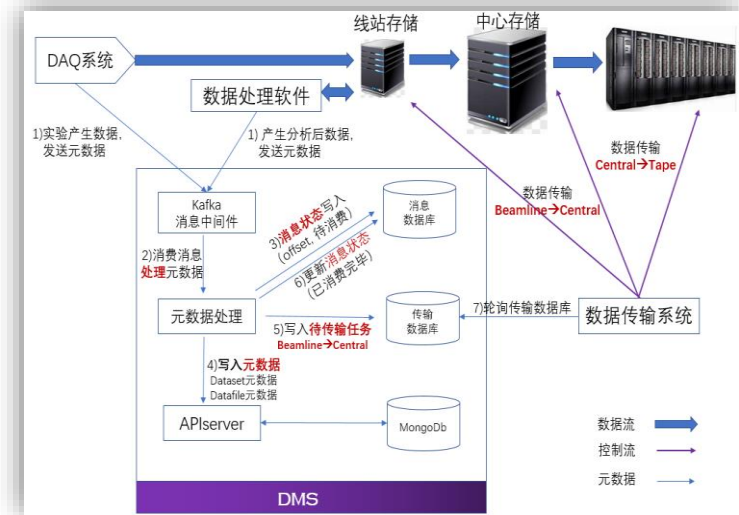 线站存储
中心存储
DAQ系统
数据处理软件
1)实验产生数据,
发送元数据
1) 产生分析后数据,
发送元数据
数据传输
Central→Tape
数据传输
Beamline→Central
Kafka
消息中间件
3)消息状态写入
(offset, 待消费)
消息
数据库
2)消费消息
处理元数据
6)更新消息状态
(已消费完毕)
元数据处理
传输
数据库
7)轮询传输数据库
数据传输系统
5)写入待传输任务
Beamline→Central
4)写入元数据
Dataset元数据
Datafile元数据
APIserver
MongoDb
数据流
控制流
元数据
DMS